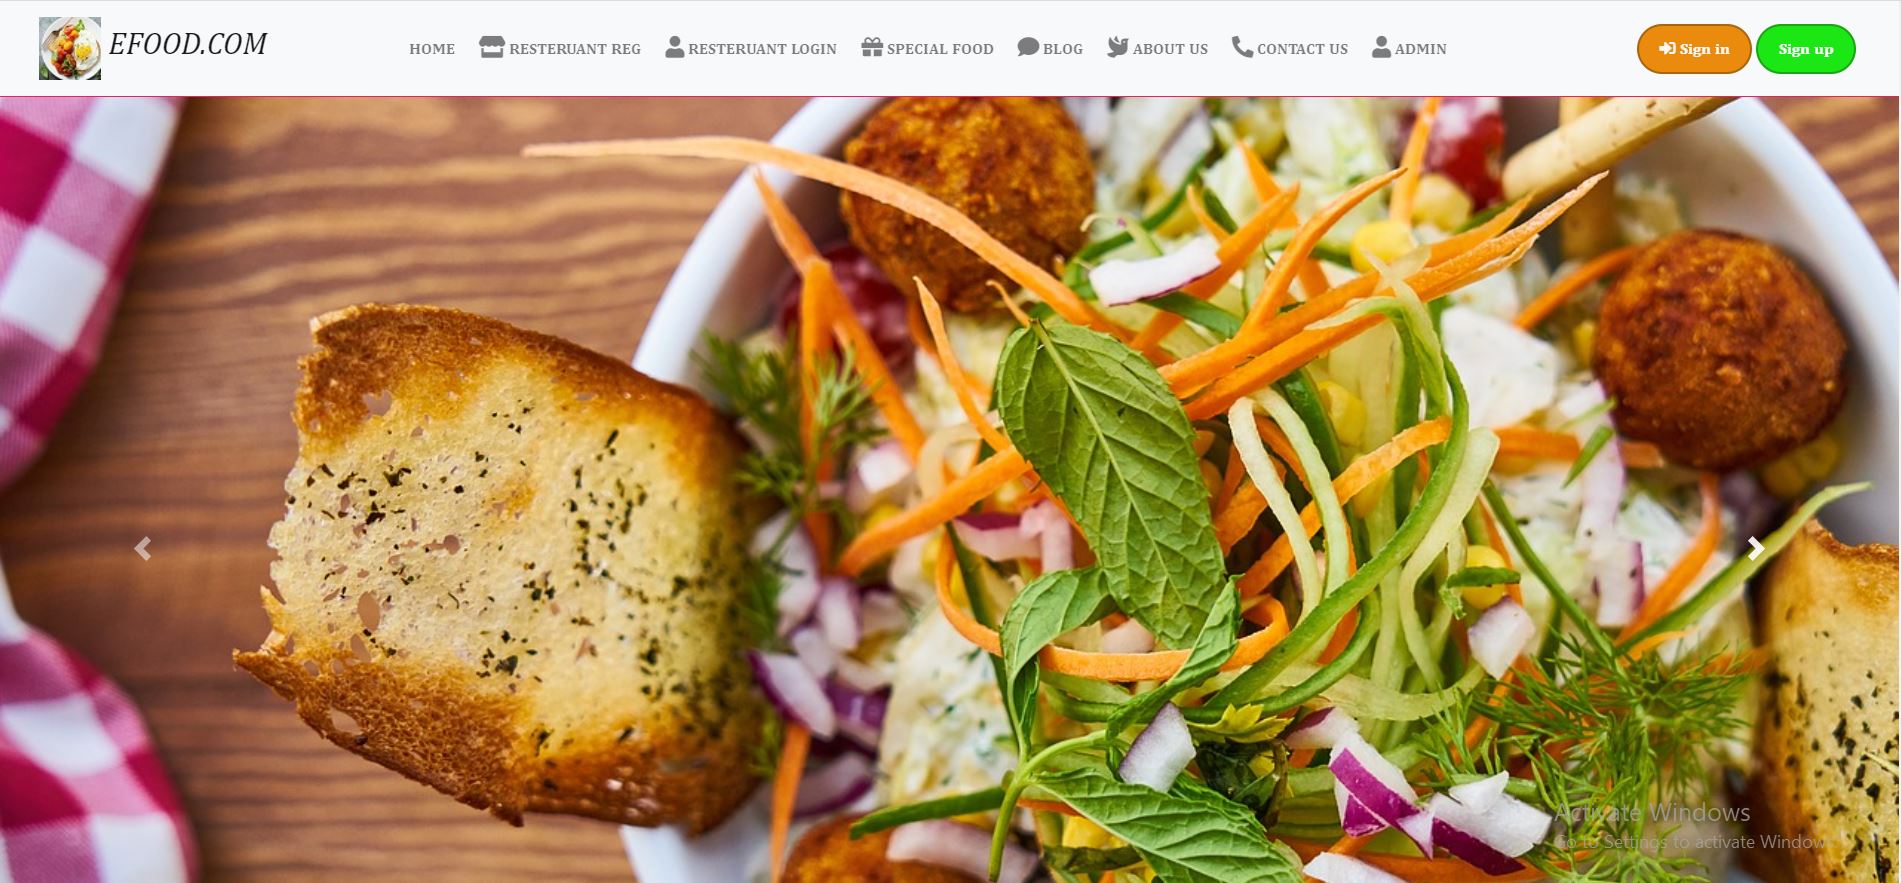 EFOOD.COM
HOME RESTERUANT REG RESTERUANT LOGIN SPECIAL FOOD BLOG ABOUT US CONTACT US ADMIN
Sign in Sign up
Activate Windows
Go to Settings to activate Windows.